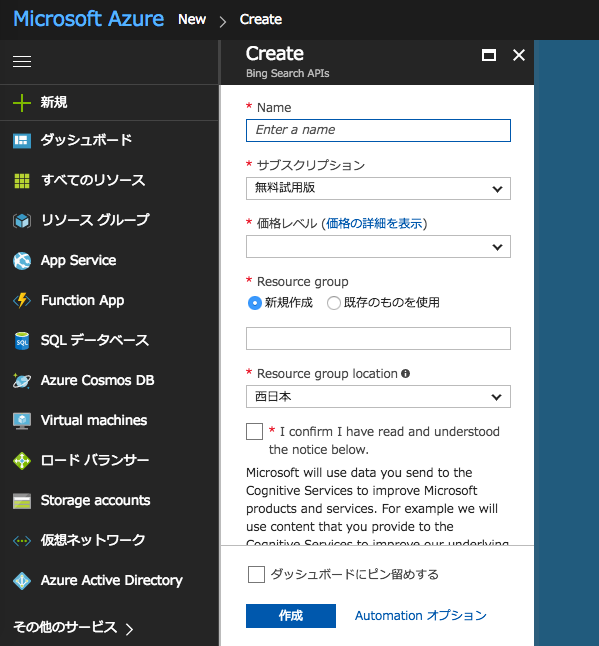 Microsoft Azure New > Create
Create
Bing Search APIs
新規
ダッシュボード
すべてのリソース
リソース グループ
App Service
Function App
SQL データベース
Azure Cosmos DB
Virtual machines
ロード バランサー
Storage accounts
仮想ネットワーク
Azure Active Directory
その他のサービス >
* Name
Enter a name
* サブスクリプション
無料試用版
* 価格レベル (価格の詳細を表示)
* Resource group
新規作成 既存のものを使用
* Resource group location
西日本
* I confirm I have read and understood
the notice below.
Microsoft will use data you send to the
Cognitive Services to improve Microsoft
products and services. For example we will
use content that you provide to the
Cognitive Services to improve our underlying
ダッシュボードにピン留めする
作成 Automation オプション